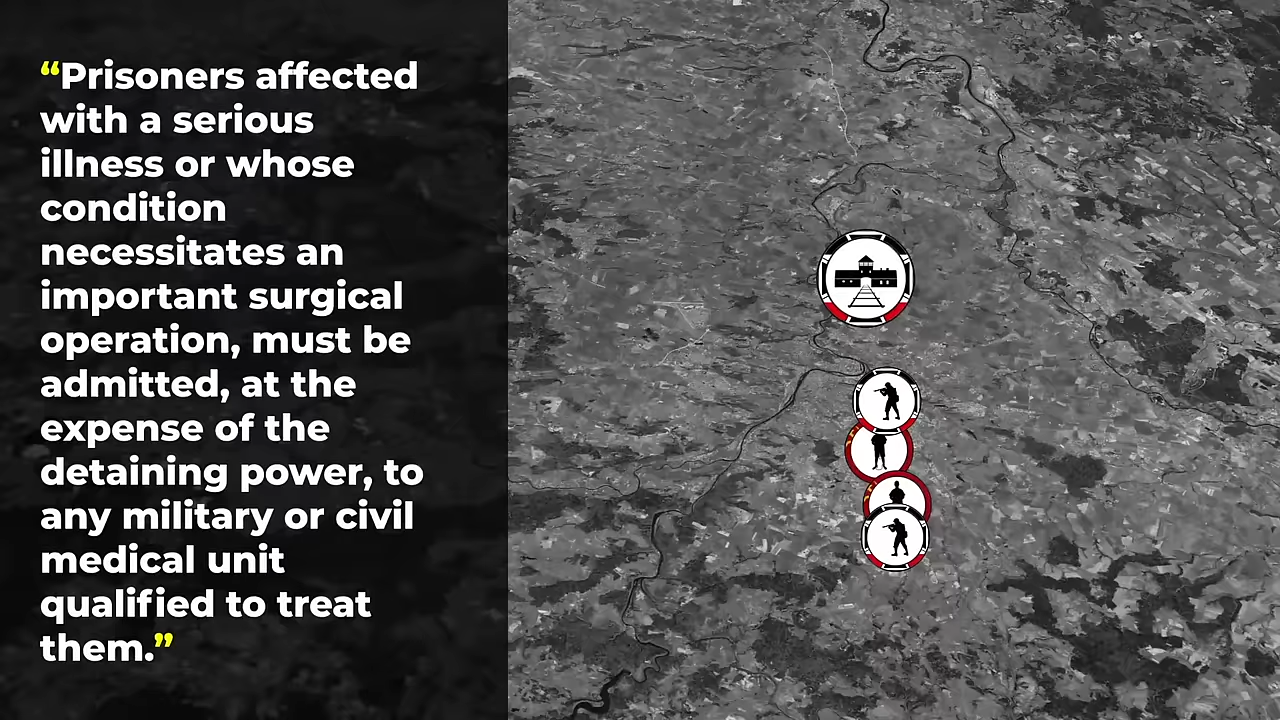 “Prisoners affected
with a serious
illness or whose
condition
necessitates an
important surgical
operation, must be
admitted, at the
expense of the
detaining power, to
any military or civil
medical unit
qualified to treat
them.”